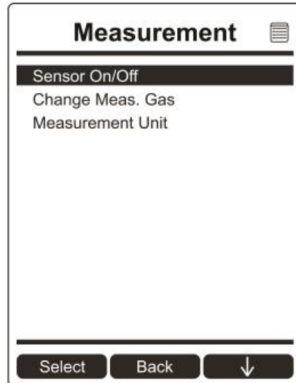 Measurement
Sensor On/Off
Change Meas. Gas
Measurement Unit
Select Back ↓